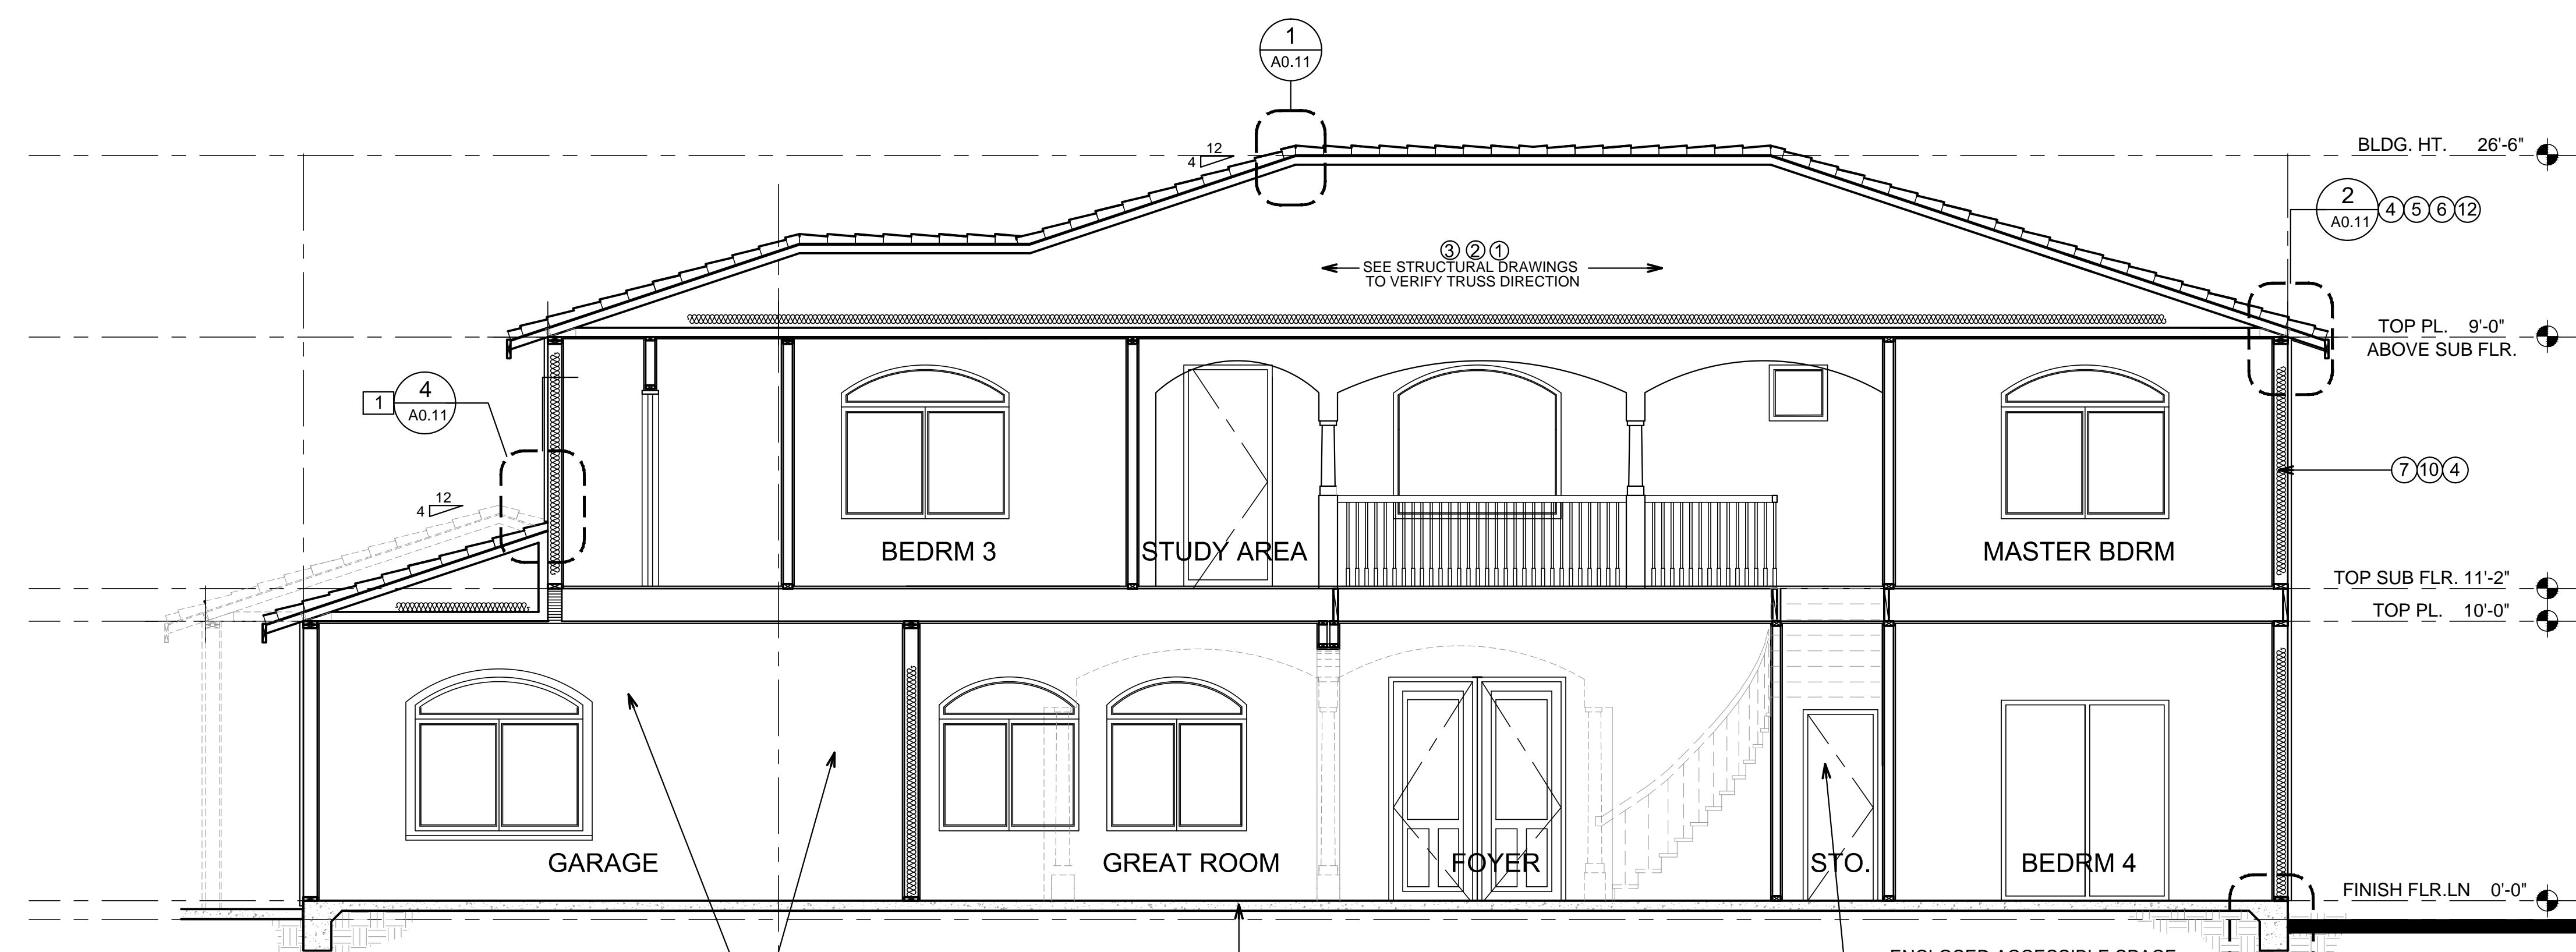 1
A0.11
BLDG. HT. 26'-6"
12
4
2
A0.11
4 5 6 12
3 2 1
SEE STRUCTURAL DRAWINGS
TO VERIFY TRUSS DIRECTION
TOP PL. 9'-0"
ABOVE SUB FLR.
1
4
A0.11
7 10 4
12
4
BEDRM 3
STUDY AREA
MASTER BDRM
TOP SUB FLR. 11'-2"
TOP PL. 10'-0"
GARAGE
GREAT ROOM
FOYER
STO.
BEDRM 4
FINISH FLR.LN 0'-0"
ENCLOSED ACCESSIBLE SPACE